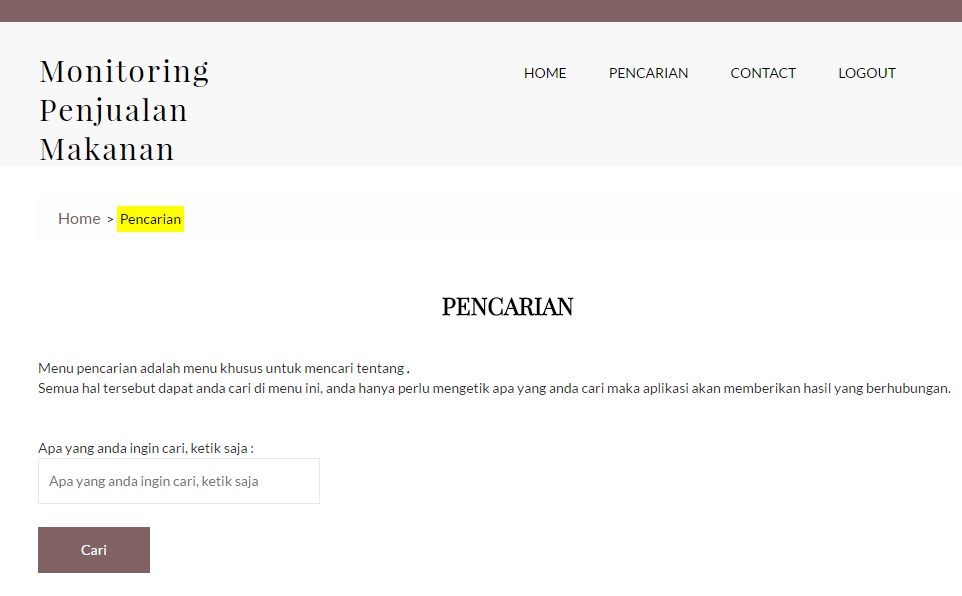 Monitoring
Penjualan
Makanan
HOME PENCARIAN CONTACT LOGOUT
Home > Pencarian
PENCARIAN
Menu pencarian adalah menu khusus untuk mencari tentang .
Semua hal tersebut dapat anda cari di menu ini, anda hanya perlu mengetik apa yang anda cari maka aplikasi akan memberikan hasil yang berhubungan.
Apa yang anda ingin cari, ketik saja :
Apa yang anda ingin cari, ketik saja
Cari